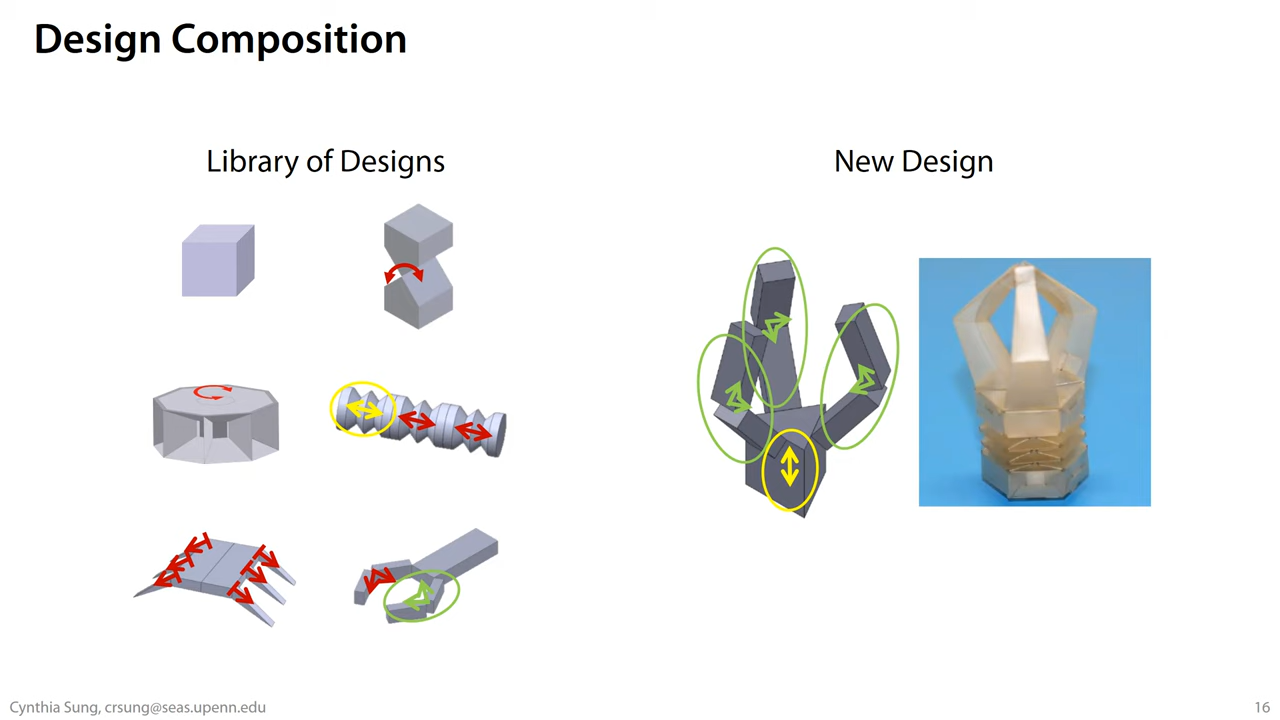 Design Composition
Library of Designs
New Design
Cynthia Sung, crsung@seas.upenn.edu
16